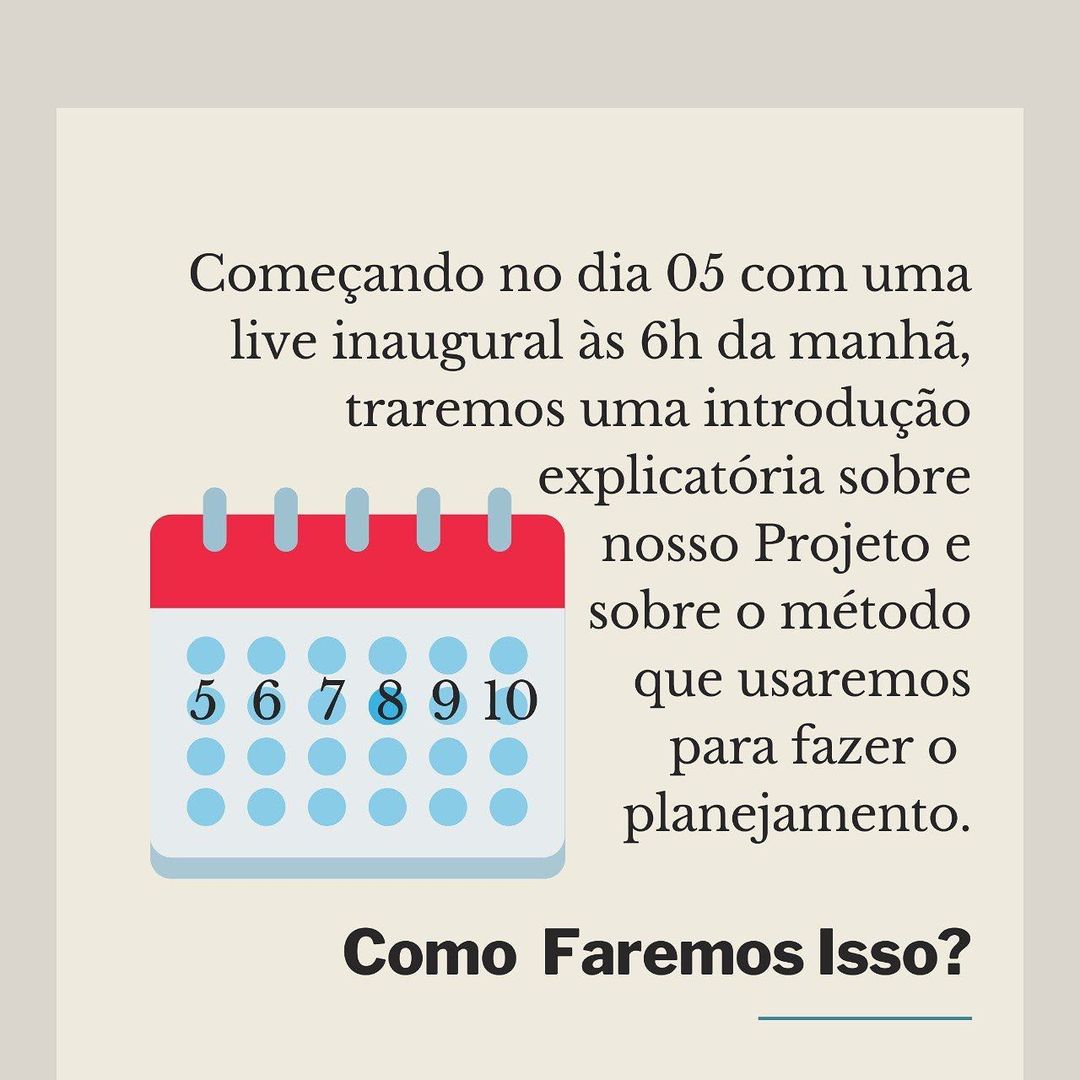 Começando no dia 05 com uma
live inaugural às 6h da manhã,
traremos uma introdução
explicatória sobre
nosso Projeto e
sobre o método
que usaremos
para fazer o
planejamento.
5 6 7 8 9 10
Como Faremos Isso?